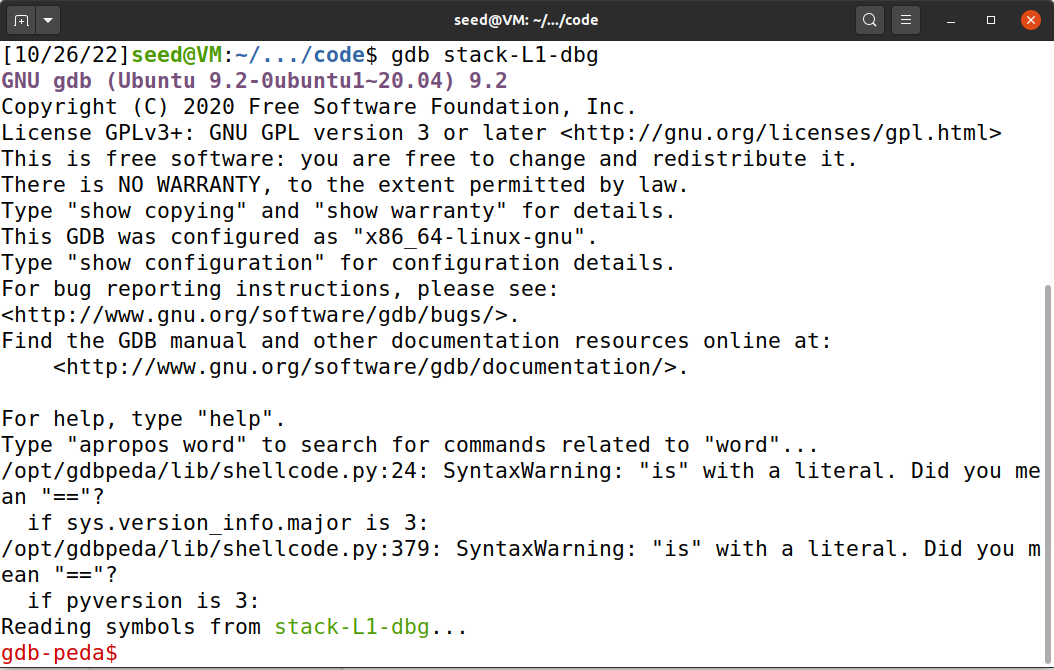 seed@VM: ~/.../code
[10/26/22]seed@VM:~/.../code$ gdb stack-L1-dbg
GNU gdb (Ubuntu 9.2-0ubuntu1~20.04) 9.2
Copyright (C) 2020 Free Software Foundation, Inc.
License GPLv3+: GNU GPL version 3 or later <http://gnu.org/licenses/gpl.html>
This is free software: you are free to change and redistribute it.
There is NO WARRANTY, to the extent permitted by law.
Type "show copying" and "show warranty" for details.
This GDB was configured as "x86_64-linux-gnu".
Type "show configuration" for configuration details.
For bug reporting instructions, please see:
<http://www.gnu.org/software/gdb/bugs/>.
Find the GDB manual and other documentation resources online at:
    <http://www.gnu.org/software/gdb/documentation/>.

For help, type "help".
Type "apropos word" to search for commands related to "word"...
/opt/gdbpeda/lib/shellcode.py:24: SyntaxWarning: "is" with a literal. Did you me
an "=="?
  if sys.version_info.major is 3:
/opt/gdbpeda/lib/shellcode.py:379: SyntaxWarning: "is" with a literal. Did you m
ean "=="?
  if pyversion is 3:
Reading symbols from stack-L1-dbg...
gdb-peda$